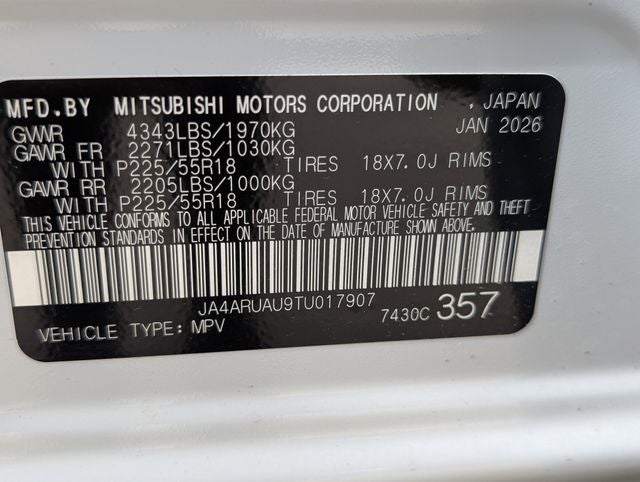 MFD.BY MITSUBISHI MOTORS CORPORATION , JAPAN
GVWR 4343LBS/1970KG JAN 2026
GAWR FR 2271LBS/1030KG
WITH P225/55R18 TIRES 18X7.0J RIMS
GAWR RR 2205LBS/1000KG
WITH P225/55R18 TIRES 18X7.0J RIMS
THIS VEHICLE CONFORMS TO ALL APPLICABLE FEDERAL MOTOR VEHICLE SAFETY AND THEFT
PREVENTION STANDARDS IN EFFECT ON THE DATE OF MANUFACTURE SHOWN ABOVE.
JA4ARUAU9TU017907
VEHICLE TYPE: MPV 7430C 357